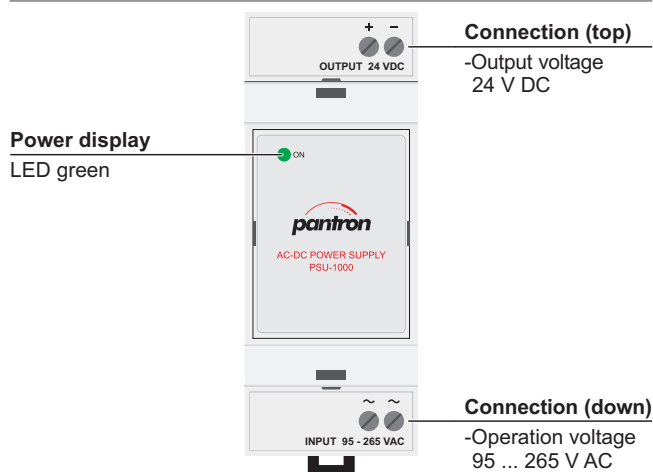 + −
OUTPUT 24 VDC
Connection (top)
-Output voltage
24 V DC
Power display
LED green
ON
pantron
AC-DC POWER SUPPLY
PSU-1000
~ ~
INPUT 95 - 265 VAC
Connection (down)
-Operation voltage
95 ... 265 V AC